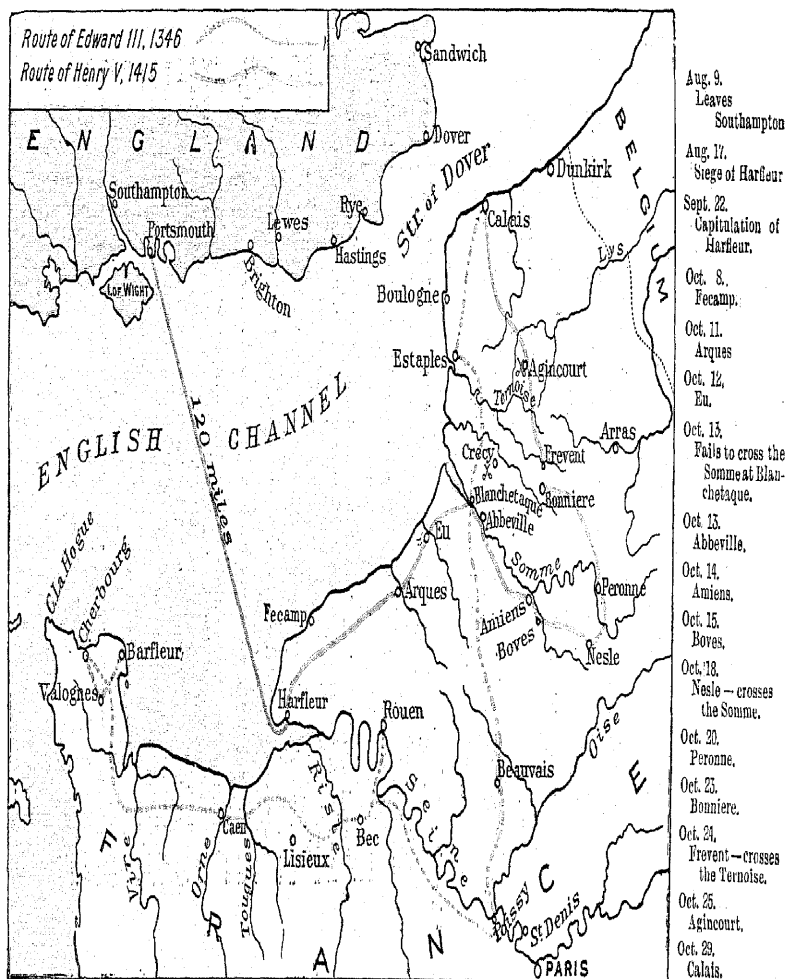 Route of Edward III, 1346
Route of Henry V, 1415
ENGLAND
Sandwich
Dover
Str. of Dover
BELGIUM
Dunkirk
Southampton
Portsmouth
Lewes
Rye
Hastings
Brighton
I. OF WIGHT
Calais
Lys
Boulogne
Estaples
Agincourt
Ternoise
120 miles
ENGLISH CHANNEL
Arras
Crecy
Frevent
Blanchetaque
Bonniere
Abbeville
Eu
Somme
C. La Hogue
Cherbourg
Arques
Amiens
Peronne
Fecamp
Boves
Barfleur
Nesle
Valognes
Harfleur
Rouen
Oise
Risle
Seine
Beauvais
Caen
Bec
Lisieux
Vire
Orne
Touques
Poissy
St Denis
FRANCE
PARIS
Aug. 9.
Leaves
Southampton
Aug. 17.
Siege of Harfleur
Sept. 22.
Capitulation of
Harfleur.
Oct. 8.
Fecamp.
Oct. 11.
Arques
Oct. 12.
Eu.
Oct. 13.
Fails to cross the
Somme at Blan-
chetaque.
Oct. 13.
Abbeville.
Oct. 14.
Amiens.
Oct. 15.
Boves.
Oct. 18.
Nesle — crosses
the Somme.
Oct. 20.
Peronne.
Oct. 23.
Bonniere.
Oct. 24.
Frevent — crosses
the Ternoise.
Oct. 25.
Agincourt.
Oct. 29.
Calais.